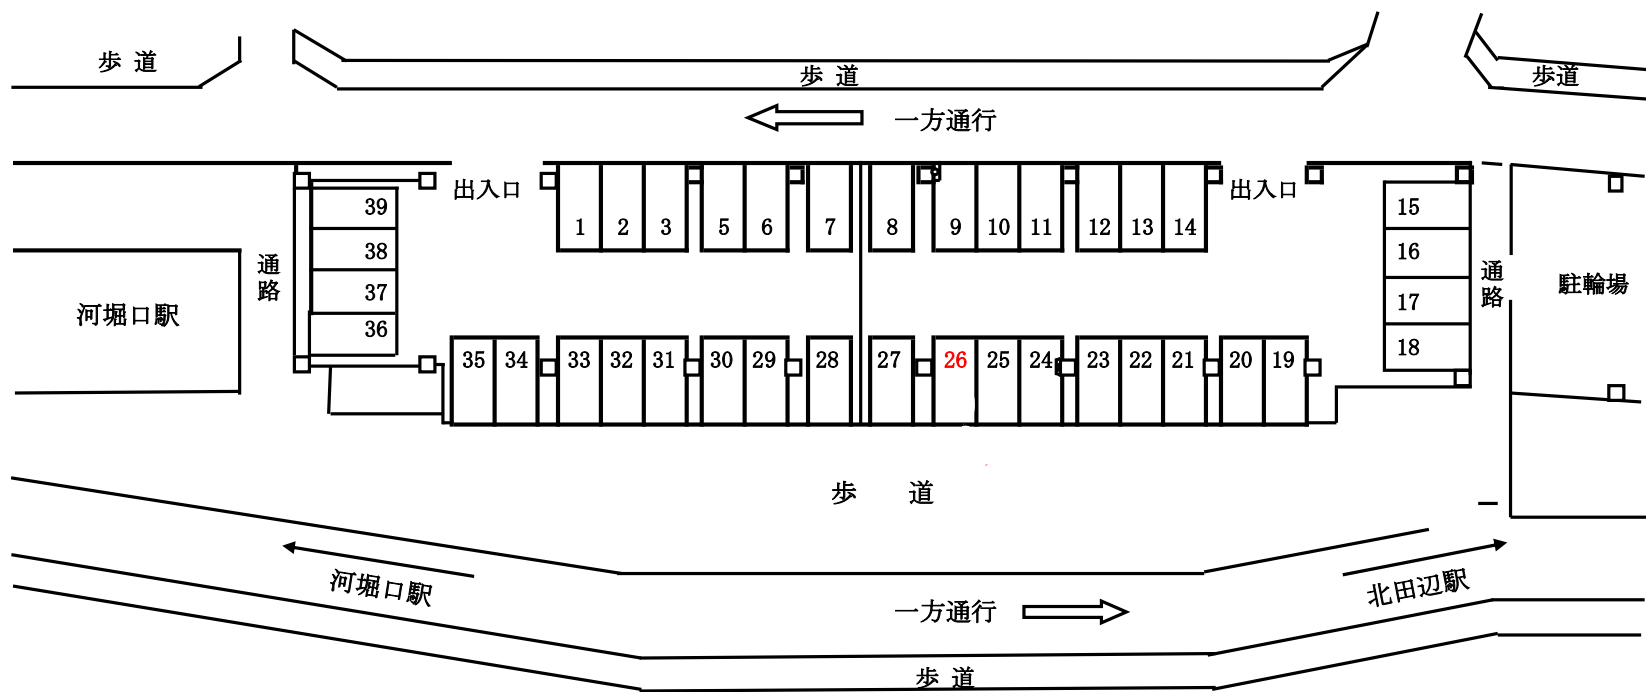 歩 道
歩 道
歩道
一方通行
出入口
出入口
39
38
37
36
1 2 3 5 6 7 8 9 10 11 12 13 14
15
16
17
18
通路
通路
河堀口駅
駐輪場
35 34 33 32 31 30 29 28 27 26 25 24 23 22 21 20 19
歩 道
河堀口駅
一方通行
北田辺駅
歩 道